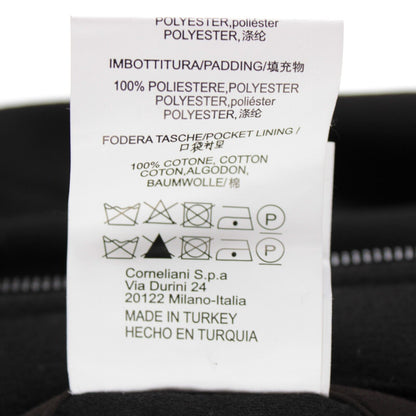 POLYESTER, poliéster
POLYESTER,涤纶
IMBOTTITURA/PADDING/填充物
100% POLIESTERE,POLYESTER
POLYESTER,poliéster
POLYESTER,涤纶
FODERA TASCHE/POCKET LINING/
口袋衬里
100% COTONE, COTTON
COTON,ALGODON,
BAUMWOLLE/棉
P
P
Corneliani S.p.a
Via Durini 24
20122 Milano-Italia
MADE IN TURKEY
HECHO EN TURQUIA